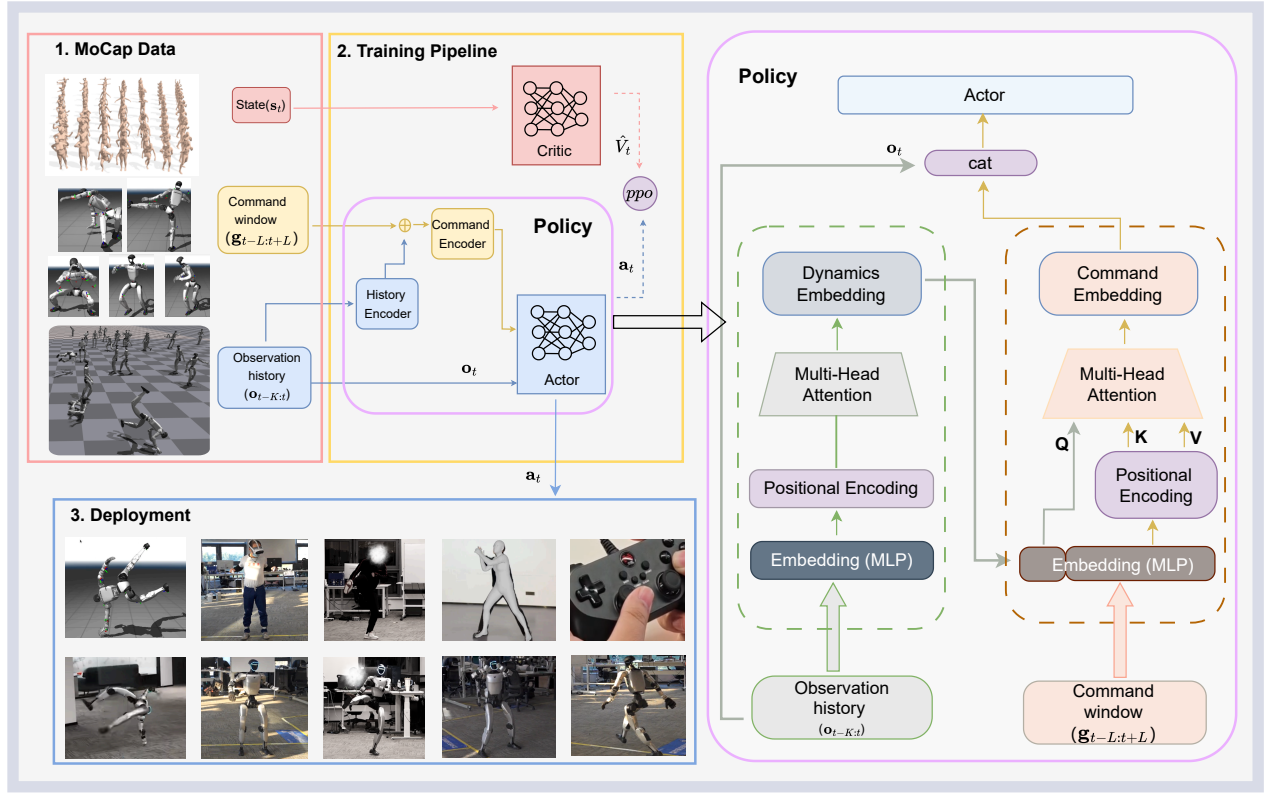 1. MoCap Data
State(s_t)
Command
window
(g_{t-L:t+L})
Observation
history
(o_{t-K:t})
2. Training Pipeline
Critic
V̂_t
ppo
Policy
⊕
Command
Encoder
History
Encoder
a_t
o_t
Actor
a_t
3. Deployment
Policy
Actor
o_t
cat
Dynamics
Embedding
Multi-Head
Attention
Positional Encoding
Embedding (MLP)
Observation
history
(o_{t-K:t})
Command
Embedding
Multi-Head
Attention
Q
K
V
Positional
Encoding
Embedding (MLP)
Command
window
(g_{t-L:t+L})